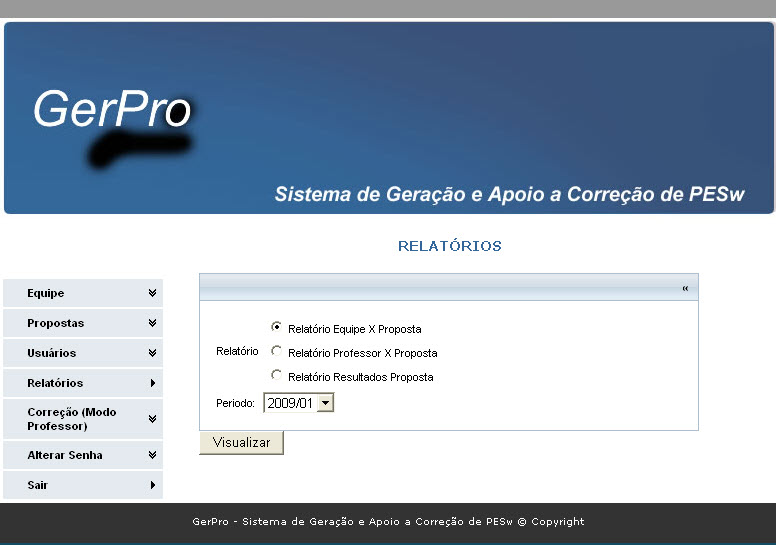 GerPro
Sistema de Geração e Apoio a Correção de PESw
RELATÓRIOS
Equipe
Propostas
Usuários
Relatórios
Correção (Modo
Professor)
Alterar Senha
Sair
«
Relatório
Relatório Equipe X Proposta
Relatório Professor X Proposta
Relatório Resultados Proposta
Periodo: 2009/01
Visualizar
GerPro - Sistema de Geração e Apoio a Correção de PESw © Copyright